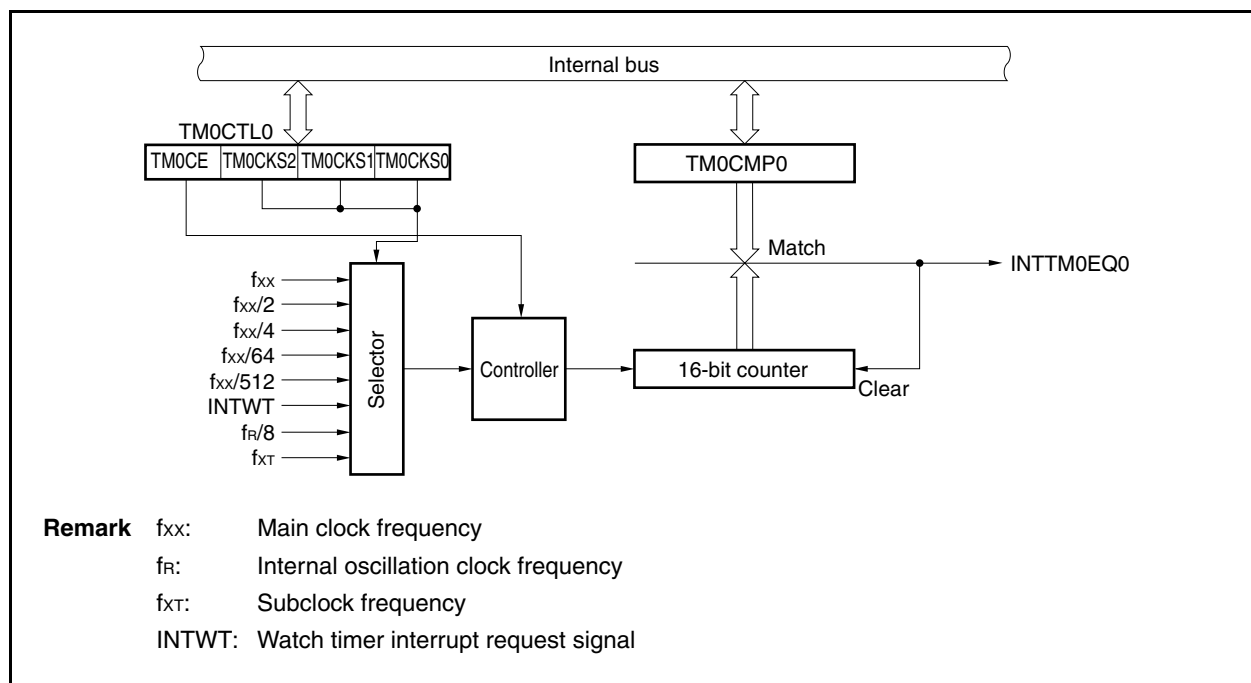 Internal bus
TM0CTL0
TM0CE TM0CKS2 TM0CKS1 TM0CKS0
TM0CMP0
Match
INTTM0EQ0
fXX
fXX/2
fXX/4
fXX/64
fXX/512
INTWT
fR/8
fXT
Selector
Controller
16-bit counter
Clear
Remark fXX: Main clock frequency
fR: Internal oscillation clock frequency
fXT: Subclock frequency
INTWT: Watch timer interrupt request signal